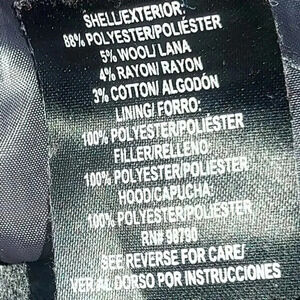 SHELL/EXTERIOR:
88% POLYESTER/POLIÉSTER
5% WOOL/ LANA
4% RAYON/ RAYON
3% COTTON/ ALGODÓN
LINING/ FORRO:
100% POLYESTER/POLIÉSTER
FILLER/RELLENO:
100% POLYESTER/POLIÉSTER
HOOD/CAPUCHA
100% POLYESTER/POLIÉSTER
RN# 98790
SEE REVERSE FOR CARE/
VER AL DORSO POR INSTRUCCIONES